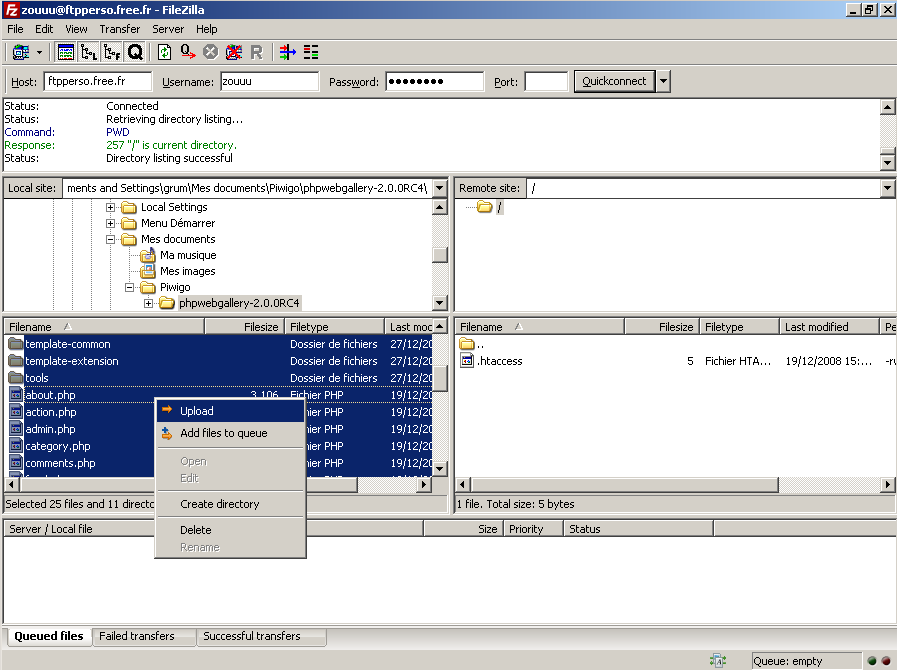 zouuu@ftpperso.free.fr - FileZilla
File Edit View Transfer Server Help
Host: ftpperso.free.fr Username: zouuu Password: ●●●●●●●● Port: Quickconnect
Status: Connected
Status: Retrieving directory listing...
Command: PWD
Response: 257 "/" is current directory.
Status: Directory listing successful
Local site: ments and Settings\grum\Mes documents\Piwigo\phpwebgallery-2.0.0RC4\
Remote site: /
Local Settings
Menu Démarrer
Mes documents
Ma musique
Mes images
Piwigo
phpwebgallery-2.0.0RC4
/
Filename Filesize Filetype Last moc
template-common Dossier de fichiers 27/12/20
template-extension Dossier de fichiers 27/12/20
tools Dossier de fichiers 27/12/20
about.php 3 106 Fichier PHP 19/12/20
action.php hier PHP 19/12/20
admin.php hier PHP 19/12/20
category.php hier PHP 19/12/20
comments.php hier PHP 19/12/20
Upload
Add files to queue
Open
Edit
Create directory
Delete
Rename
Filename Filesize Filetype Last modified Pe
..
.htaccess 5 Fichier HTA... 19/12/2008 15:... -ru
Selected 25 files and 11 directo
1 file. Total size: 5 bytes
Server / Local file Size Priority Status
Queued files Failed transfers Successful transfers
Queue: empty